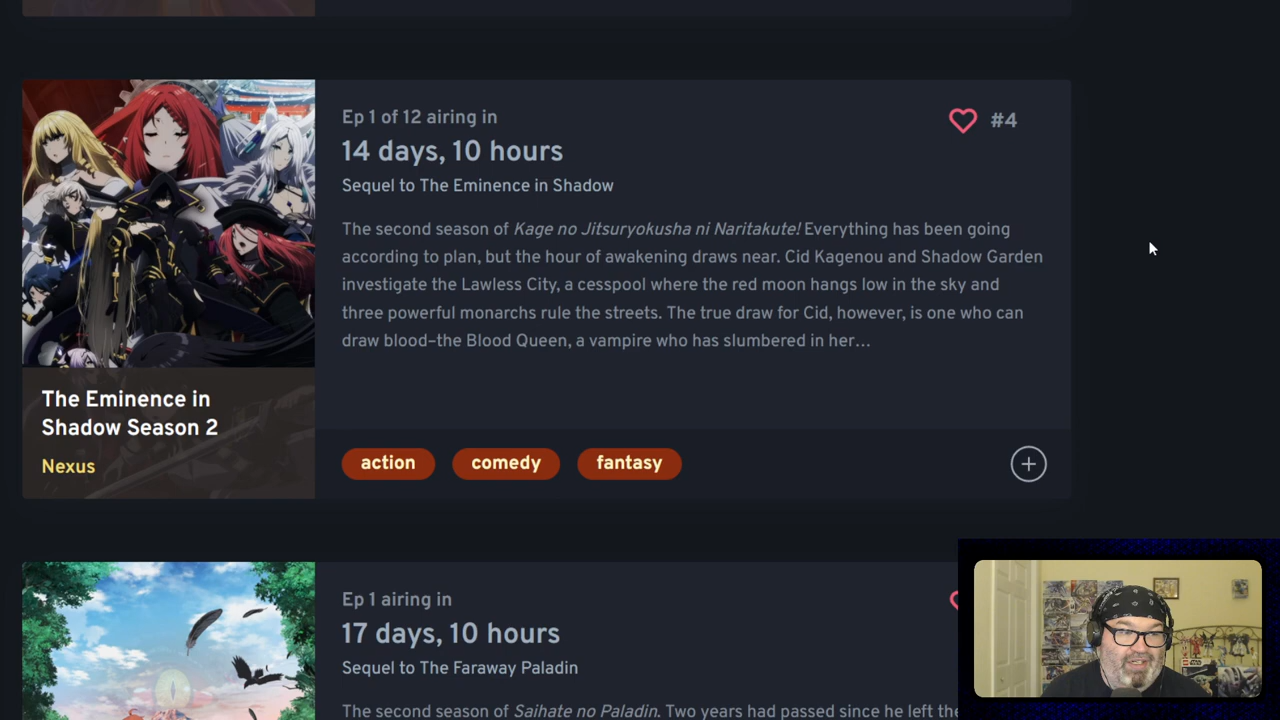 Ep 1 of 12 airing in
#4
14 days, 10 hours
Sequel to The Eminence in Shadow
The second season of Kage no Jitsuryokusha ni Naritakute! Everything has been going
according to plan, but the hour of awakening draws near. Cid Kagenou and Shadow Garden
investigate the Lawless City, a cesspool where the red moon hangs low in the sky and
three powerful monarchs rule the streets. The true draw for Cid, however, is one who can
draw blood–the Blood Queen, a vampire who has slumbered in her…
The Eminence in
Shadow Season 2
Nexus
action
comedy
fantasy
Ep 1 airing in
17 days, 10 hours
Sequel to The Faraway Paladin
The second season of Saihate no Paladin. Two years had passed since he left the